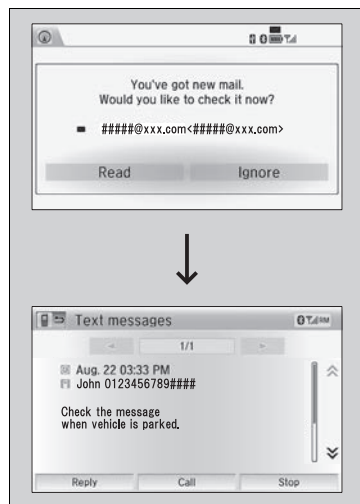 You've got new mail.
Would you like to check it now?
#####@xxx.com<#####@xxx.com>
Read Ignore
Text messages
1/1
Aug. 22 03:33 PM
John 0123456789####
Check the message
when vehicle is parked.
Reply Call Stop